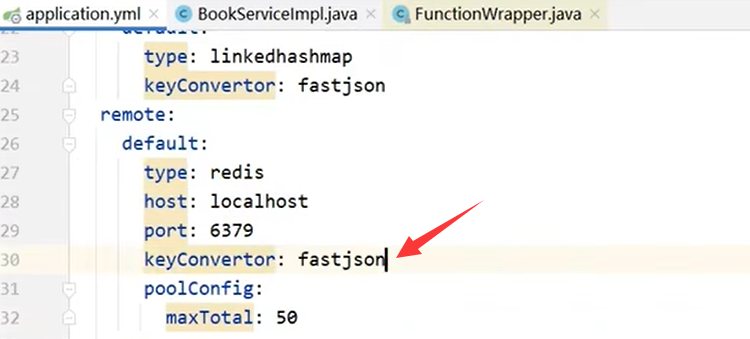 application.yml × BookServiceImpl.java × FunctionWrapper.java ×
22 default:
23 type: linkedhashmap
24 keyConvertor: fastjson
25 remote:
26 default:
27 type: redis
28 host: localhost
29 port: 6379
30 keyConvertor: fastjson
31 poolConfig:
32 maxTotal: 50